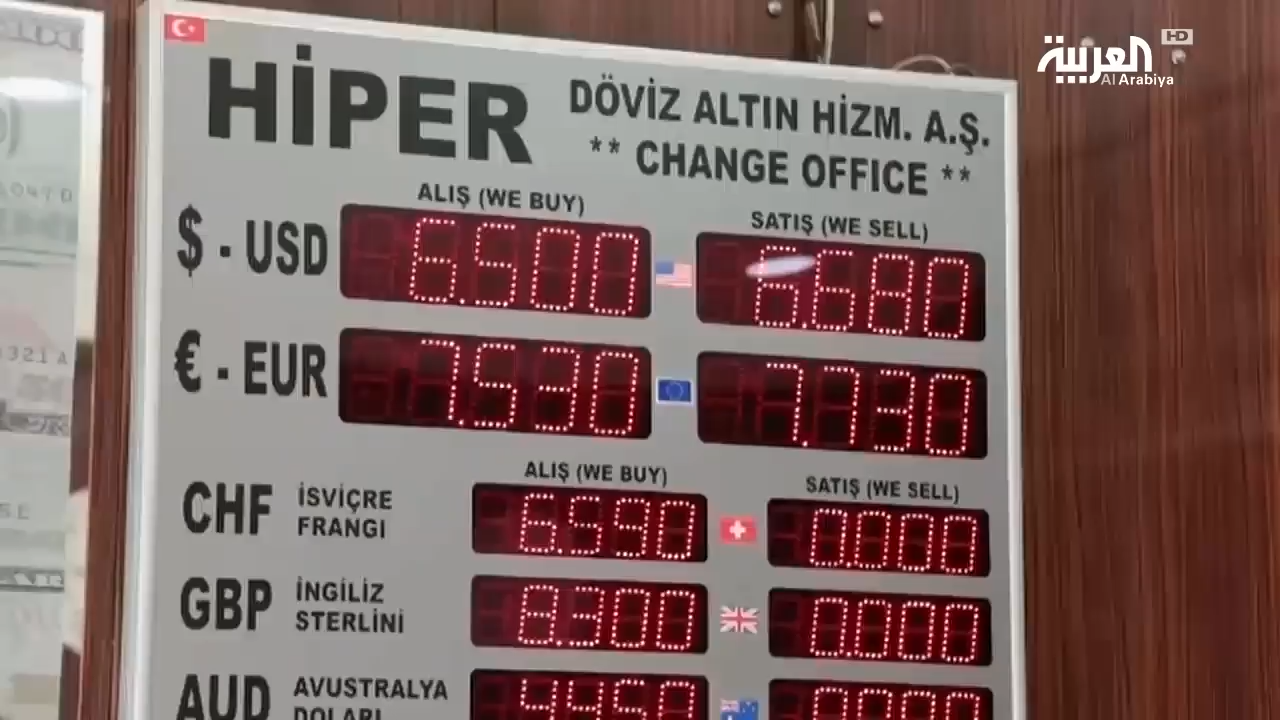 HD
العربية
Al Arabiya
HİPER
DÖVİZ ALTIN HİZM. A.Ş.
** CHANGE OFFICE **
ALIŞ (WE BUY)
SATIŞ (WE SELL)
$ - USD 6.500 6.680
€ - EUR 7.530 7.730
ALIŞ (WE BUY)
SATIŞ (WE SELL)
CHF İSVİÇRE FRANGI 6.590 0.000
GBP İNGİLİZ STERLİNİ 8.300 0.000
AUD AVUSTRALYA DOLARI